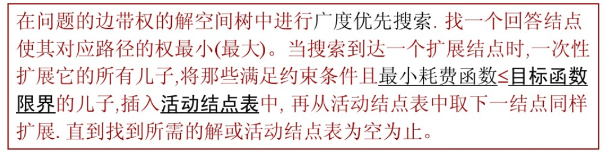 在问题的边带权的解空间树中进行广度优先搜索. 找一个回答结点
使其对应路径的权最小(最大)。当搜索到达一个扩展结点时,一次性
扩展它的所有儿子,将那些满足约束条件且最小耗费函数≤目标函数
限界的儿子,插入活动结点表中, 再从活动结点表中取下一结点同样
扩展. 直到找到所需的解或活动结点表为空为止。